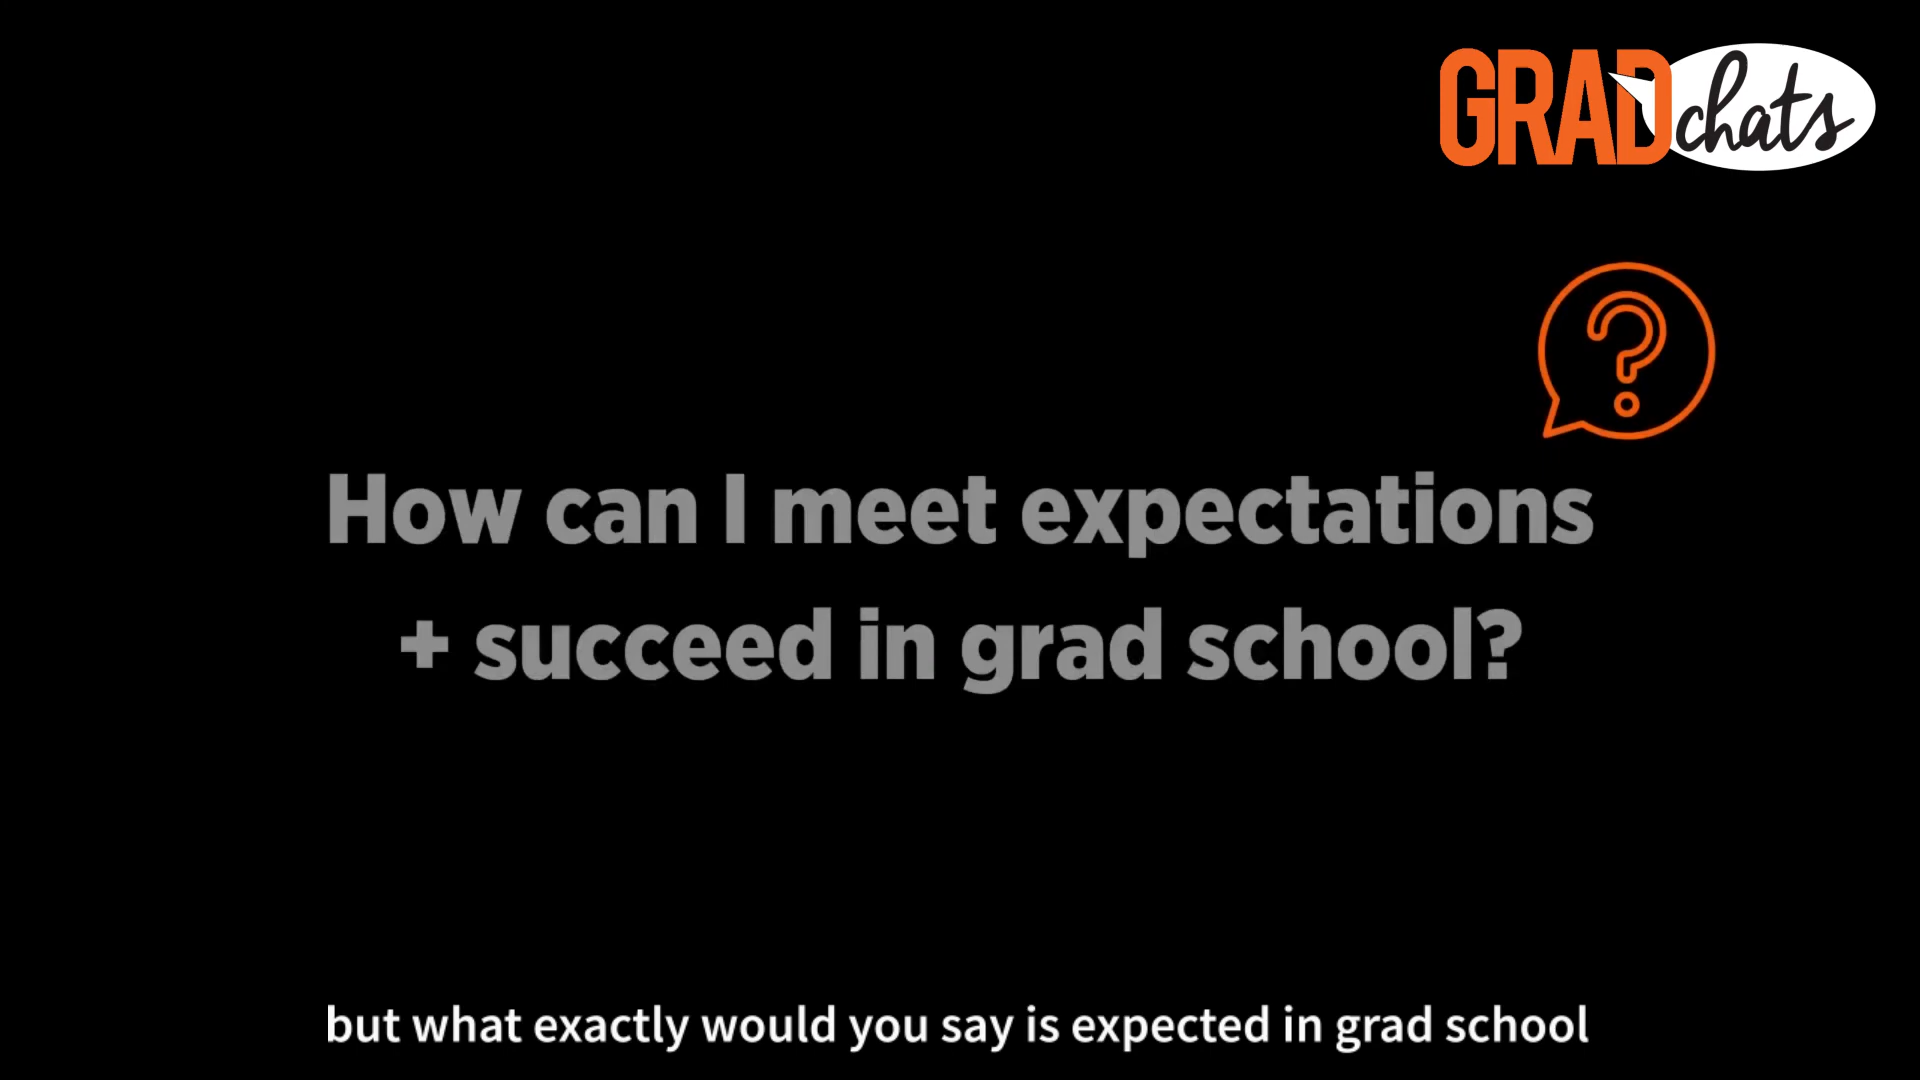 GRAD chats
How can I meet expectations
+ succeed in grad school?
but what exactly would you say is expected in grad school